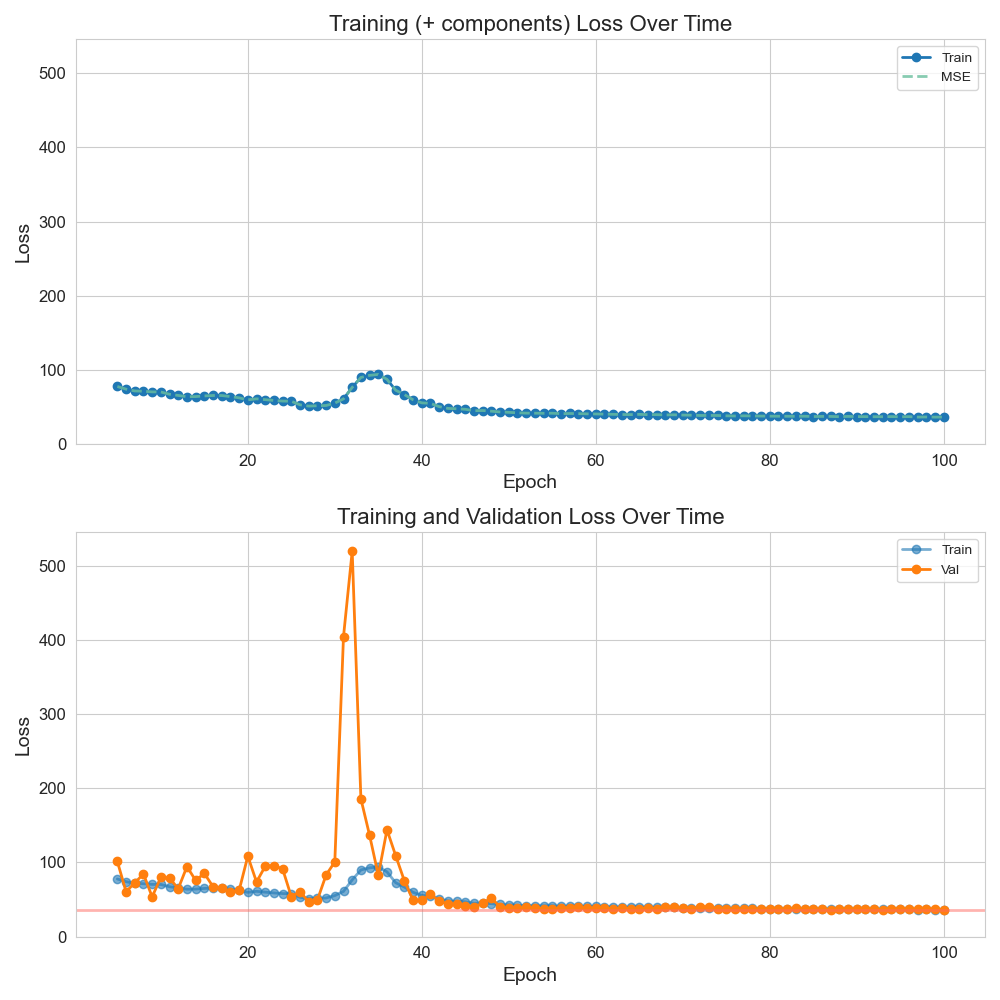 Training (+ components) Loss Over Time
Train
MSE
500
400
300
200
100
0
Loss
20 40 60 80 100
Epoch
Training and Validation Loss Over Time
Train
Val
500
400
300
200
100
0
Loss
20 40 60 80 100
Epoch